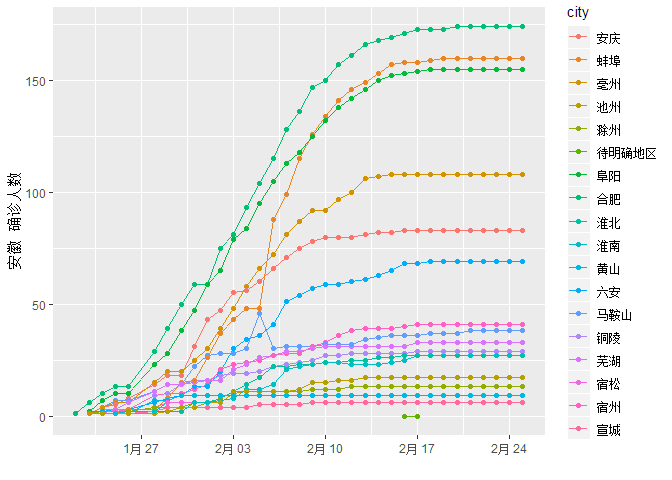 city
安庆
蚌埠
亳州
池州
滁州
待明确地区
阜阳
合肥
淮北
淮南
黄山
六安
马鞍山
铜陵
芜湖
宿松
宿州
宣城
安徽 确诊人数
150
100
50
0
1月 27
2月 03
2月 10
2月 17
2月 24